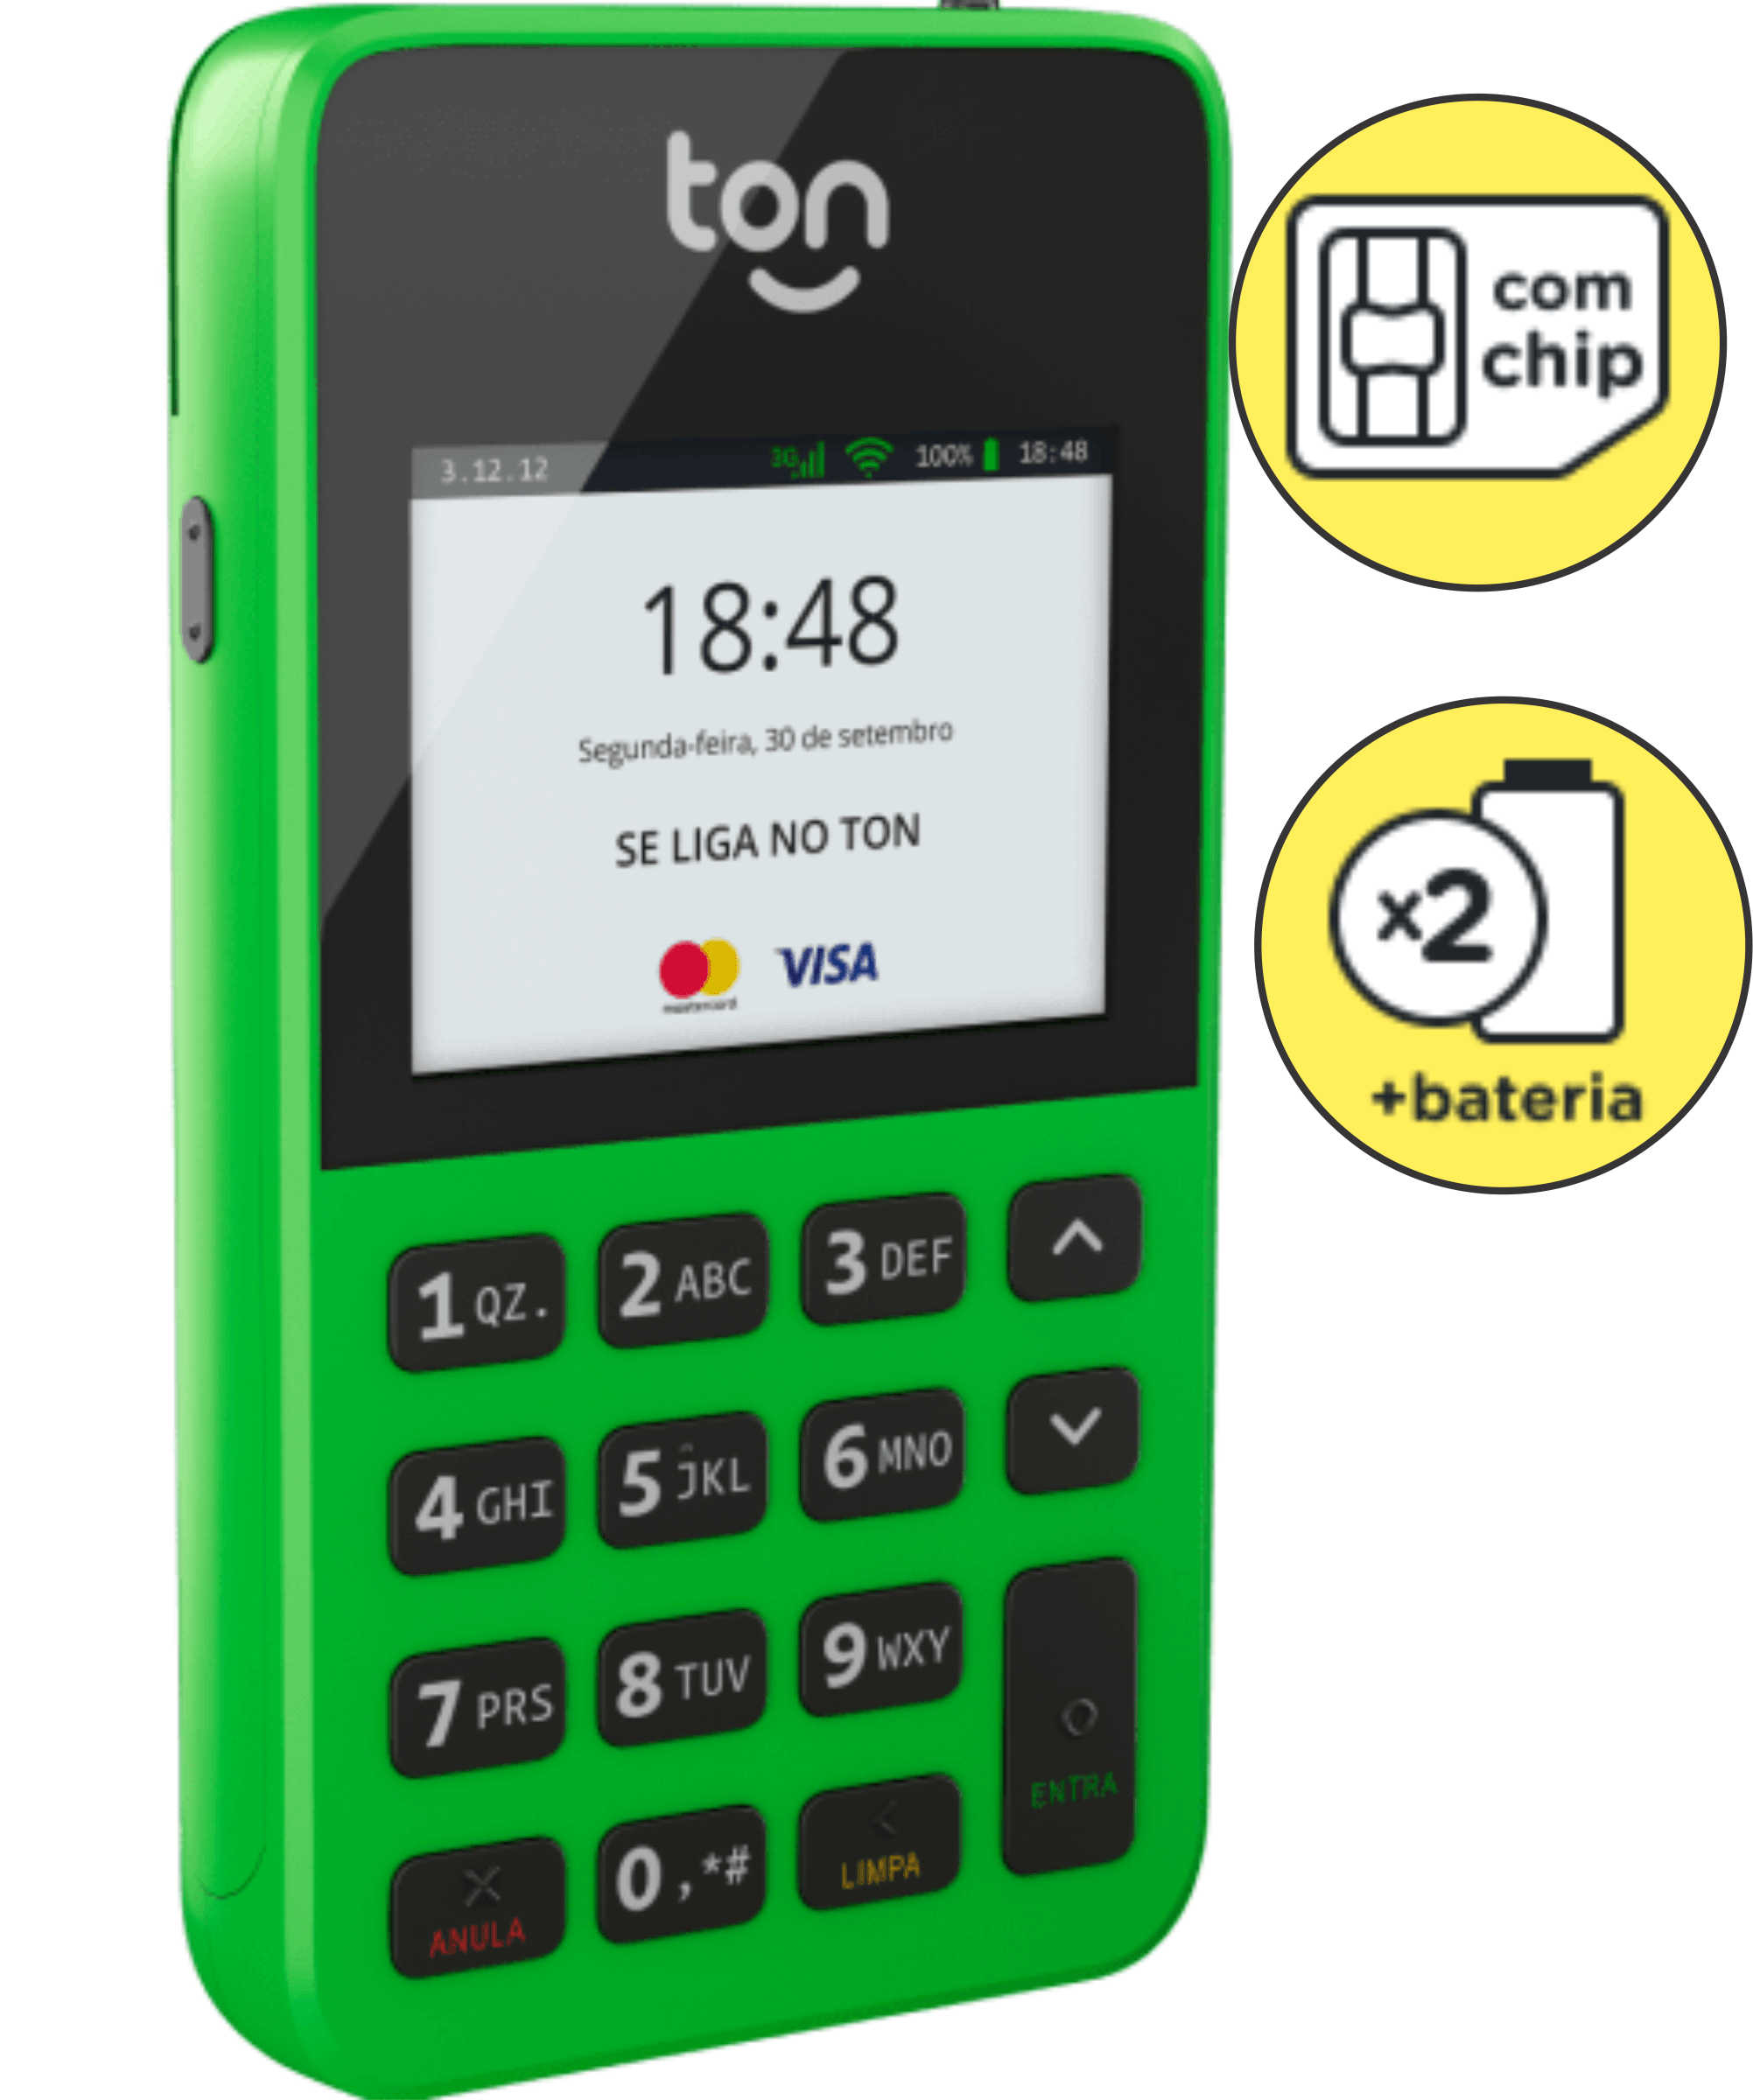 ton
3.12.12 3G 100% 18:48
18:48
Segunda-feira, 30 de setembro
SE LIGA NO TON
mastercard VISA
com
chip
x2
+bateria
1 QZ. 2 ABC 3 DEF
4 GHI 5 JKL 6 MNO
7 PRS 8 TUV 9 WXY
ENTRA
ANULA 0 ,*# LIMPA